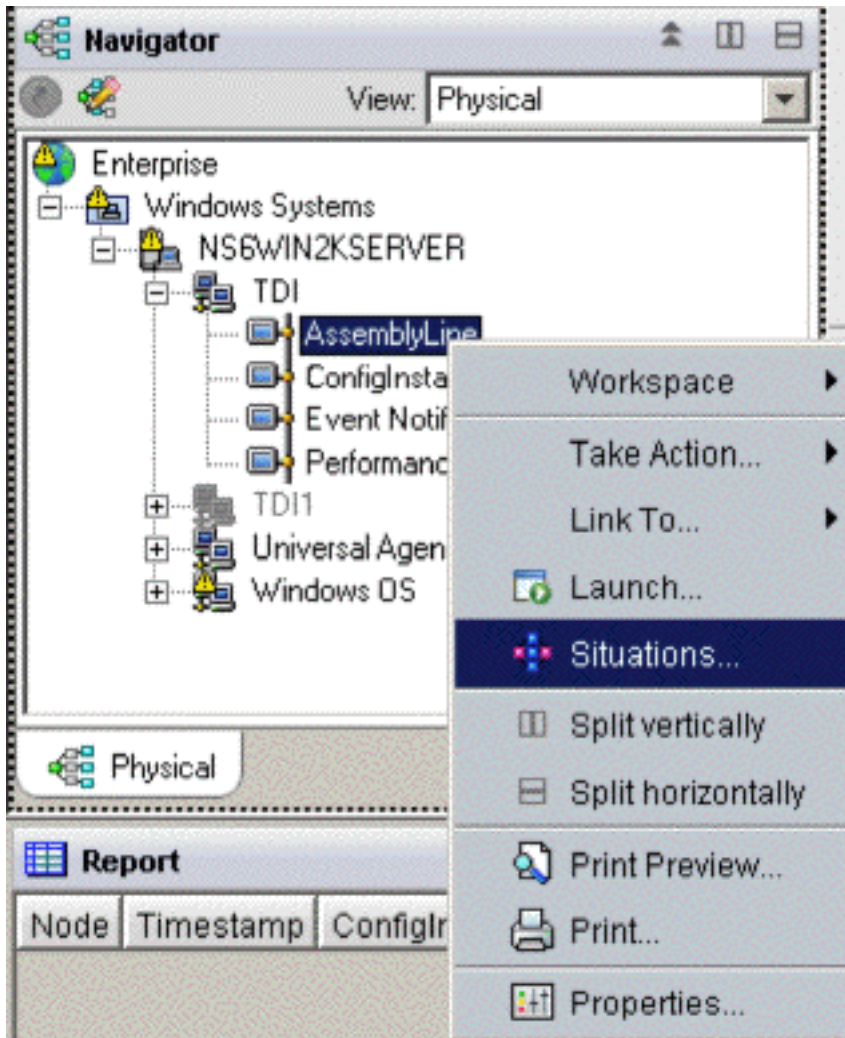 Navigator
View: Physical
Enterprise
Windows Systems
NS6WIN2KSERVER
TDI
AssemblyLine
ConfigInsta
Event Notif
Performanc
TDI1
Universal Agen
Windows OS
Workspace
Take Action...
Link To...
Launch...
Situations...
Split vertically
Split horizontally
Print Preview...
Print...
Properties...
Physical
Report
Node Timestamp ConfigIr